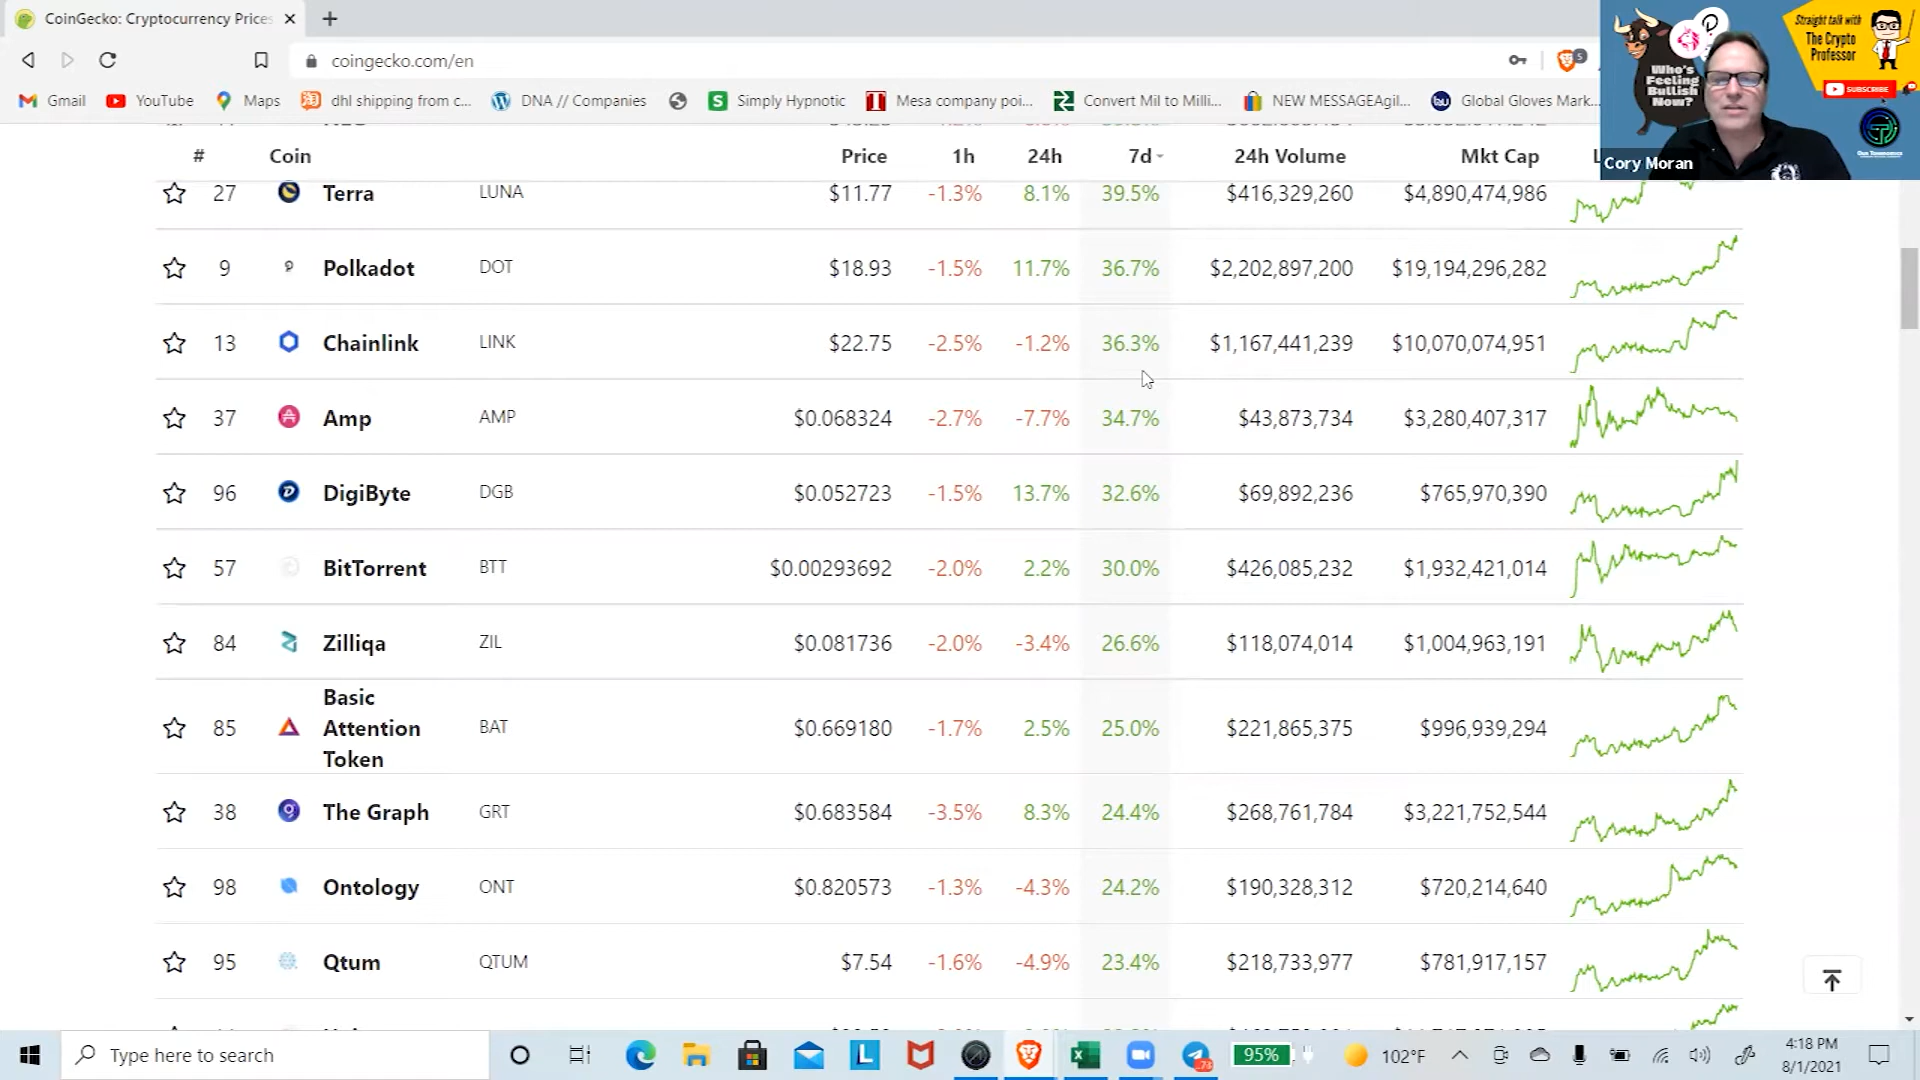 CoinGecko: Cryptocurrency Prices
coingecko.com/en
5
Gmail YouTube Maps dhl shipping from c... DNA // Companies Simply Hypnotic Mesa company poi... Convert Mil to Milli... NEW MESSAGEAgil... Global Gloves Mark...
Who's
Feeling
Bullish
Now?
Straight talk with
The Crypto
Professor
SUBSCRIBE
Cory Moran
# Coin Price 1h 24h 7d 24h Volume Mkt Cap L
27 Terra LUNA $11.77 -1.3% 8.1% 39.5% $416,329,260 $4,890,474,986
9 Polkadot DOT $18.93 -1.5% 11.7% 36.7% $2,202,897,200 $19,194,296,282
13 Chainlink LINK $22.75 -2.5% -1.2% 36.3% $1,167,441,239 $10,070,074,951
37 Amp AMP $0.068324 -2.7% -7.7% 34.7% $43,873,734 $3,280,407,317
96 DigiByte DGB $0.052723 -1.5% 13.7% 32.6% $69,892,236 $765,970,390
57 BitTorrent BTT $0.00293692 -2.0% 2.2% 30.0% $426,085,232 $1,932,421,014
84 Zilliqa ZIL $0.081736 -2.0% -3.4% 26.6% $118,074,014 $1,004,963,191
Basic
85 Attention BAT $0.669180 -1.7% 2.5% 25.0% $221,865,375 $996,939,294
Token
38 The Graph GRT $0.683584 -3.5% 8.3% 24.4% $268,761,784 $3,221,752,544
98 Ontology ONT $0.820573 -1.3% -4.3% 24.2% $190,328,312 $720,214,640
95 Qtum QTUM $7.54 -1.6% -4.9% 23.4% $218,733,977 $781,917,157
Type here to search
95%
102°F
4:18 PM
8/1/2021